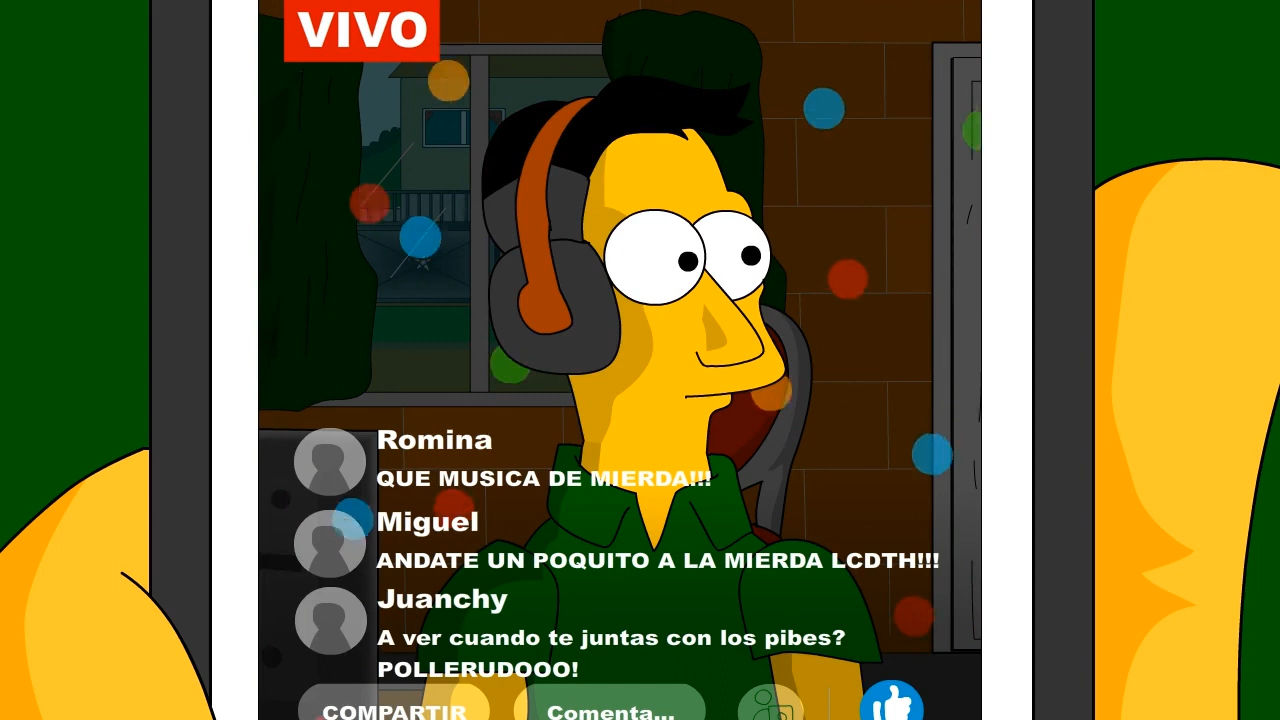 VIVO
Romina
QUE MUSICA DE MIERDA!!!
Miguel
ANDATE UN POQUITO A LA MIERDA LCDTH!!!
Juanchy
A ver cuando te juntas con los pibes?
POLLERUDOOO!
COMPARTIR
Comenta...